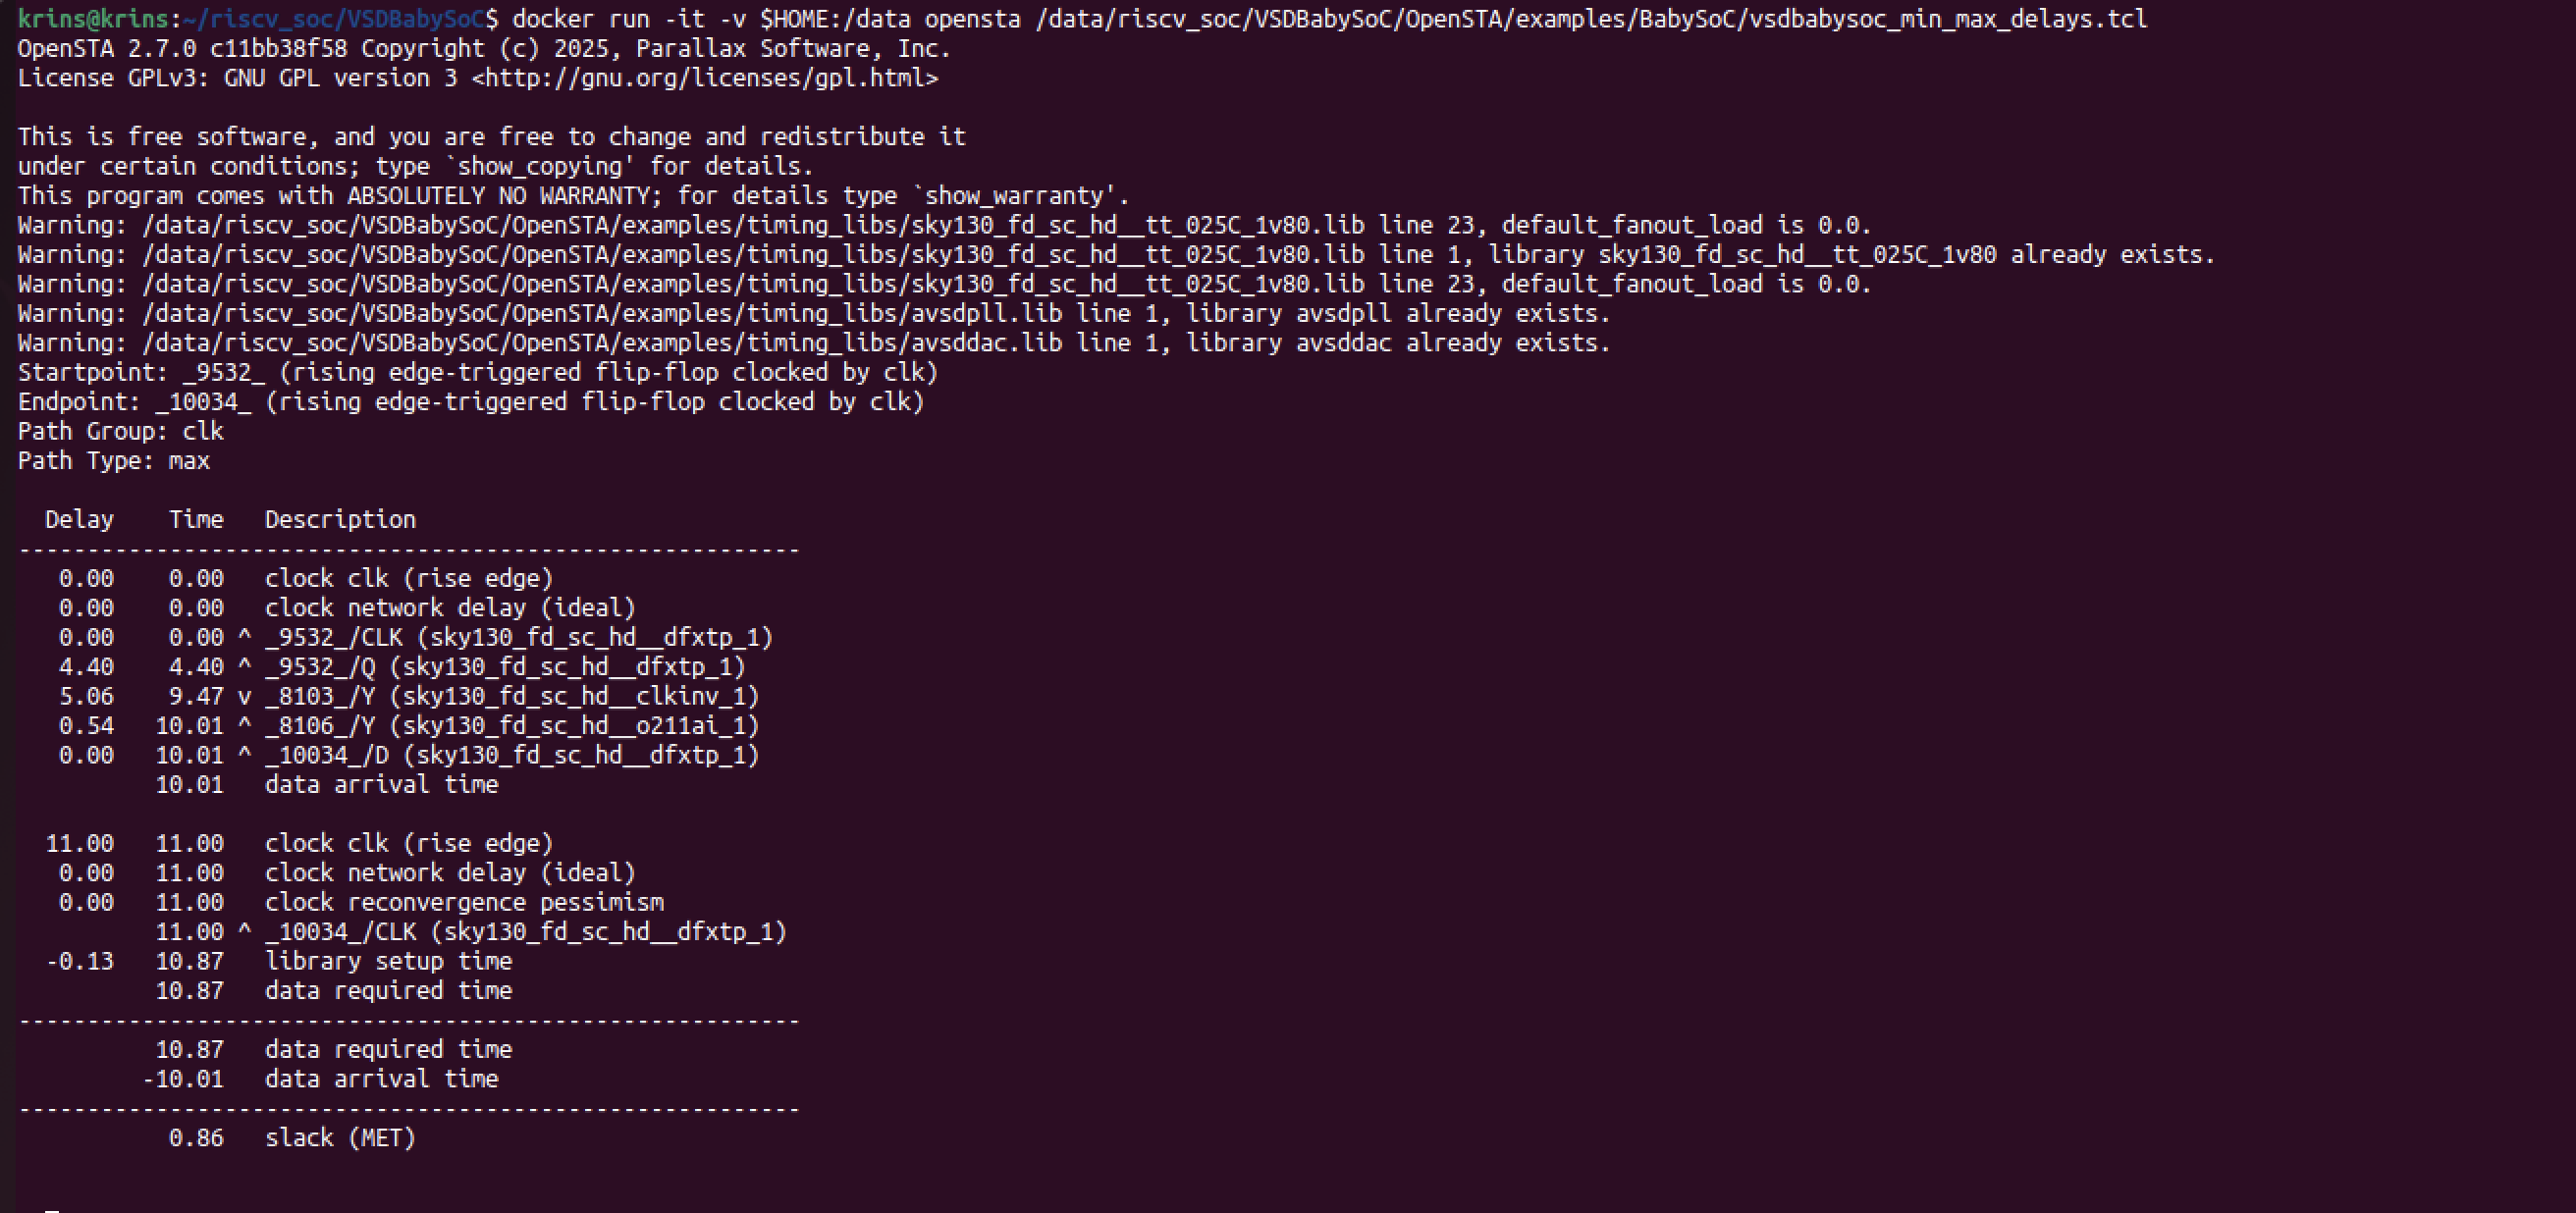 krins@krins:~/riscv_soc/VSDBabySoC$ docker run -it -v $HOME:/data opensta /data/riscv_soc/VSDBabySoC/OpenSTA/examples/BabySoC/vsdbabysoc_min_max_delays.tcl
OpenSTA 2.7.0 c11bb38f58 Copyright (c) 2025, Parallax Software, Inc.
License GPLv3: GNU GPL version 3 <http://gnu.org/licenses/gpl.html>

This is free software, and you are free to change and redistribute it
under certain conditions; type `show_copying' for details.
This program comes with ABSOLUTELY NO WARRANTY; for details type `show_warranty'.
Warning: /data/riscv_soc/VSDBabySoC/OpenSTA/examples/timing_libs/sky130_fd_sc_hd__tt_025C_1v80.lib line 23, default_fanout_load is 0.0.
Warning: /data/riscv_soc/VSDBabySoC/OpenSTA/examples/timing_libs/sky130_fd_sc_hd__tt_025C_1v80.lib line 1, library sky130_fd_sc_hd__tt_025C_1v80 already exists.
Warning: /data/riscv_soc/VSDBabySoC/OpenSTA/examples/timing_libs/sky130_fd_sc_hd__tt_025C_1v80.lib line 23, default_fanout_load is 0.0.
Warning: /data/riscv_soc/VSDBabySoC/OpenSTA/examples/timing_libs/avsdpll.lib line 1, library avsdpll already exists.
Warning: /data/riscv_soc/VSDBabySoC/OpenSTA/examples/timing_libs/avsddac.lib line 1, library avsddac already exists.
Startpoint: _9532_ (rising edge-triggered flip-flop clocked by clk)
Endpoint: _10034_ (rising edge-triggered flip-flop clocked by clk)
Path Group: clk
Path Type: max

  Delay    Time   Description
---------------------------------------------------------
   0.00    0.00   clock clk (rise edge)
   0.00    0.00   clock network delay (ideal)
   0.00    0.00 ^ _9532_/CLK (sky130_fd_sc_hd__dfxtp_1)
   4.40    4.40 ^ _9532_/Q (sky130_fd_sc_hd__dfxtp_1)
   5.06    9.47 v _8103_/Y (sky130_fd_sc_hd__clkinv_1)
   0.54   10.01 ^ _8106_/Y (sky130_fd_sc_hd__o211ai_1)
   0.00   10.01 ^ _10034_/D (sky130_fd_sc_hd__dfxtp_1)
          10.01   data arrival time

  11.00   11.00   clock clk (rise edge)
   0.00   11.00   clock network delay (ideal)
   0.00   11.00   clock reconvergence pessimism
          11.00 ^ _10034_/CLK (sky130_fd_sc_hd__dfxtp_1)
  -0.13   10.87   library setup time
          10.87   data required time
---------------------------------------------------------
          10.87   data required time
         -10.01   data arrival time
---------------------------------------------------------
           0.86   slack (MET)